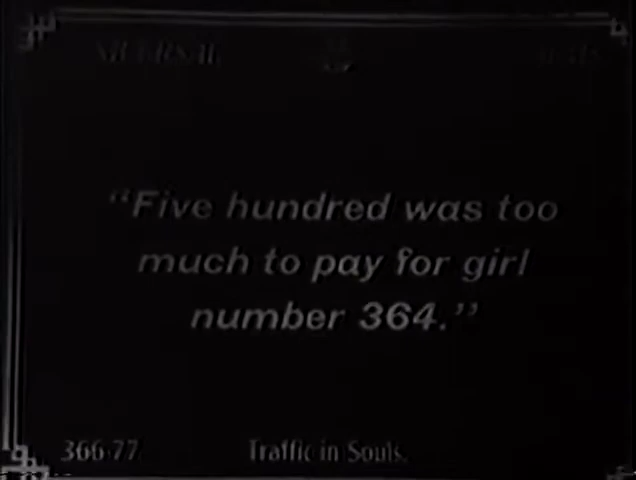 “Five hundred was too
much to pay for girl
number 364.”
366-77 Traffic in Souls.